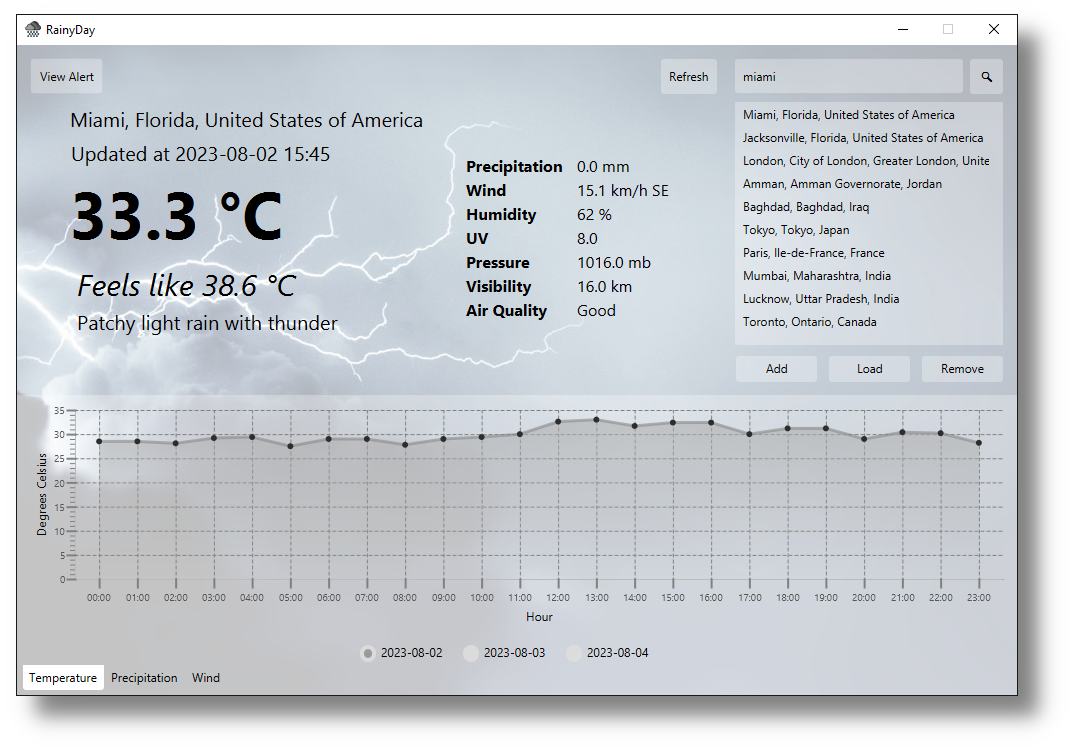 RainyDay
View Alert
Refresh
miami
Miami, Florida, United States of America
Updated at 2023-08-02 15:45
33.3 °C
Feels like 38.6 °C
Patchy light rain with thunder
Precipitation 0.0 mm
Wind 15.1 km/h SE
Humidity 62 %
UV 8.0
Pressure 1016.0 mb
Visibility 16.0 km
Air Quality Good
Miami, Florida, United States of America
Jacksonville, Florida, United States of America
London, City of London, Greater London, Unite
Amman, Amman Governorate, Jordan
Baghdad, Baghdad, Iraq
Tokyo, Tokyo, Japan
Paris, Ile-de-France, France
Mumbai, Maharashtra, India
Lucknow, Uttar Pradesh, India
Toronto, Ontario, Canada
Add Load Remove
Degrees Celsius
35
30
25
20
15
10
5
0
00:00 01:00 02:00 03:00 04:00 05:00 06:00 07:00 08:00 09:00 10:00 11:00 12:00 13:00 14:00 15:00 16:00 17:00 18:00 19:00 20:00 21:00 22:00 23:00
Hour
2023-08-02 2023-08-03 2023-08-04
Temperature Precipitation Wind